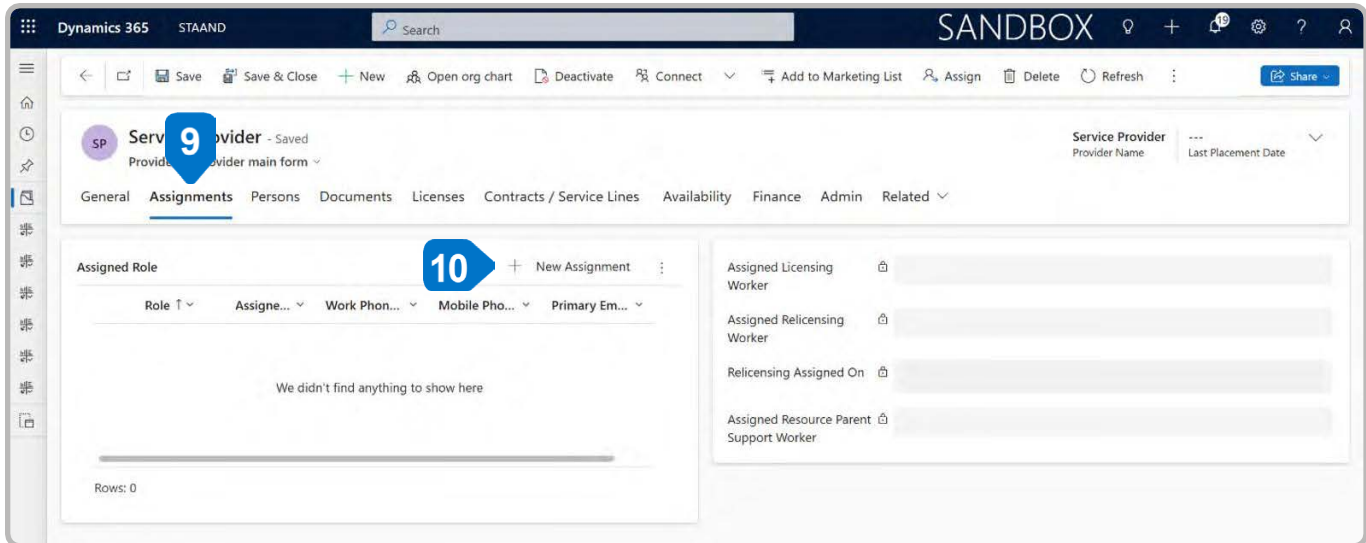 Dynamics 365 STAAND Search SANDBOX 19
Save Save & Close New Open org chart Deactivate Connect Add to Marketing List Assign Delete Refresh Share
SP 9 - Saved Service Provider ---
main form Provider Name Last Placement Date
General Assignments Persons Documents Licenses Contracts / Service Lines Availability Finance Admin Related
Assigned Role 10 New Assignment
Role Assigne... Work Phon... Mobile Pho... Primary Em...
We didn't find anything to show here
Rows: 0
Assigned Licensing
Worker
Assigned Relicensing
Worker
Relicensing Assigned On
Assigned Resource Parent
Support Worker